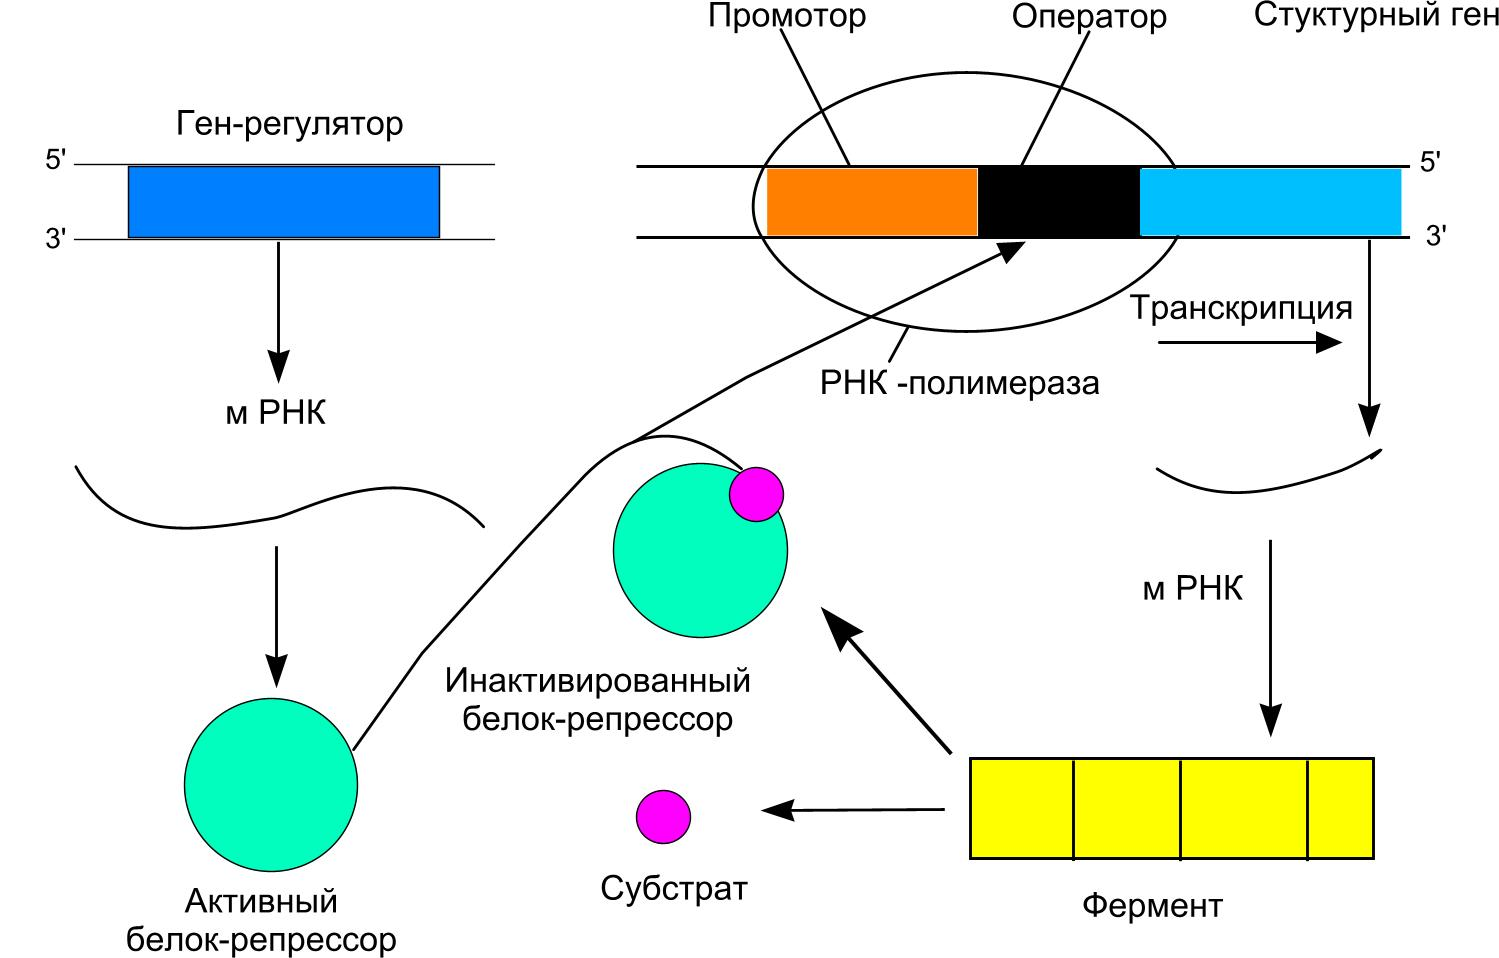 Промотор
Оператор
Стуктурный ген
Ген-регулятор
5'
3'
5'
3'
Транскрипция
РНК -полимераза
м РНК
м РНК
Инактивированный
белок-репрессор
Субстрат
Активный
белок-репрессор
Фермент